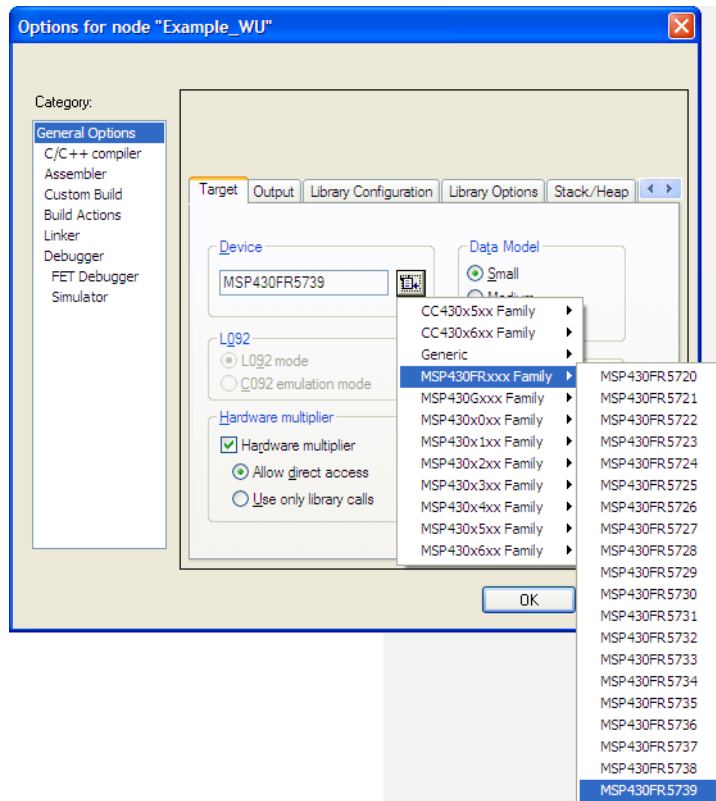 Options for node "Example_WU"
Category:
General Options
C/C++ compiler
Assembler
Custom Build
Build Actions
Linker
Debugger
FET Debugger
Simulator
Target Output Library Configuration Library Options Stack/Heap
Device
MSP430FR5739
Data Model
Small
Medium
L092
L092 mode
C092 emulation mode
Hardware multiplier
Hardware multiplier
Allow direct access
Use only library calls
CC430x5xx Family
CC430x6xx Family
Generic
MSP430FRxxx Family
MSP430Gxxx Family
MSP430x0xx Family
MSP430x1xx Family
MSP430x2xx Family
MSP430x3xx Family
MSP430x4xx Family
MSP430x5xx Family
MSP430x6xx Family
MSP430FR5720
MSP430FR5721
MSP430FR5722
MSP430FR5723
MSP430FR5724
MSP430FR5725
MSP430FR5726
MSP430FR5727
MSP430FR5728
MSP430FR5729
MSP430FR5730
MSP430FR5731
MSP430FR5732
MSP430FR5733
MSP430FR5734
MSP430FR5735
MSP430FR5736
MSP430FR5737
MSP430FR5738
MSP430FR5739
OK